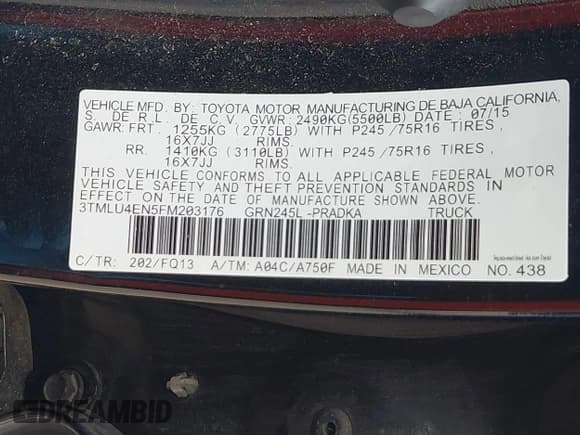 VEHICLE MFD. BY: TOYOTA MOTOR MANUFACTURING DE BAJA CALIFORNIA,
S. DE R. L. DE C. V. GVWR: 2490KG(5500LB) DATE: 07/15
GAWR: FRT. 1255KG (2775LB) WITH P245 /75R16 TIRES,
16X7JJ RIMS.
RR. 1410KG (3110LB) WITH P245 /75R16 TIRES,
16X7JJ RIMS.
THIS VEHICLE CONFORMS TO ALL APPLICABLE FEDERAL MOTOR
VEHICLE SAFETY AND THEFT PREVENTION STANDARDS IN
EFFECT ON THE DATE OF MANUFACTURE SHOWN ABOVE.
3TMLU4EN5FM203176 GRN245L -PRADKA TRUCK
C/TR: 202/FQ13 A/TM: A04C/A750F MADE IN MEXICO NO. 438
DREAMBID